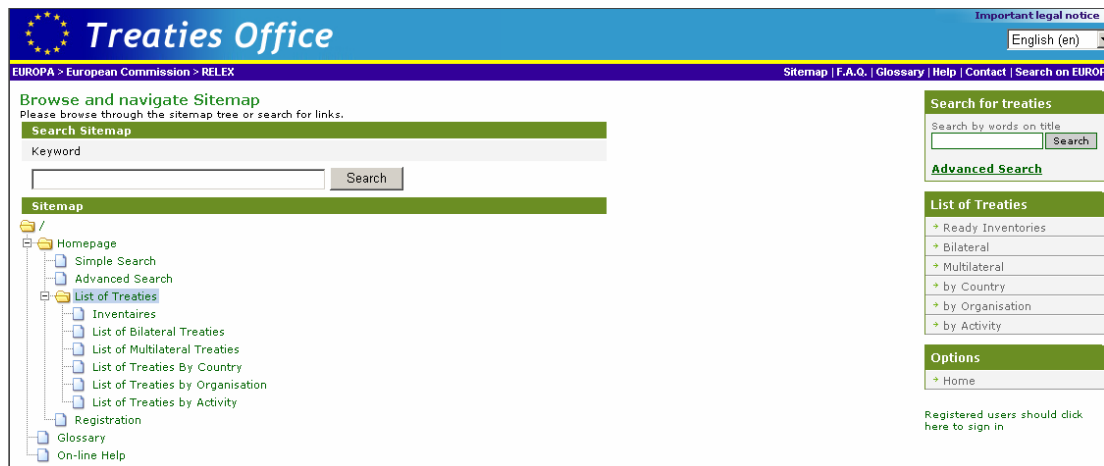 Important legal notice
Treaties Office
English (en)
EUROPA > European Commission > RELEX
Sitemap | F.A.Q. | Glossary | Help | Contact | Search on EUROP
Browse and navigate Sitemap
Please browse through the sitemap tree or search for links.
Search Sitemap
Keyword
Search
Sitemap
/
Homepage
Simple Search
Advanced Search
List of Treaties
Inventaires
List of Bilateral Treaties
List of Multilateral Treaties
List of Treaties By Country
List of Treaties by Organisation
List of Treaties by Activity
Registration
Glossary
On-line Help
Search for treaties
Search by words on title
Search
Advanced Search
List of Treaties
Ready Inventories
Bilateral
Multilateral
by Country
by Organisation
by Activity
Options
Home
Registered users should click
here to sign in